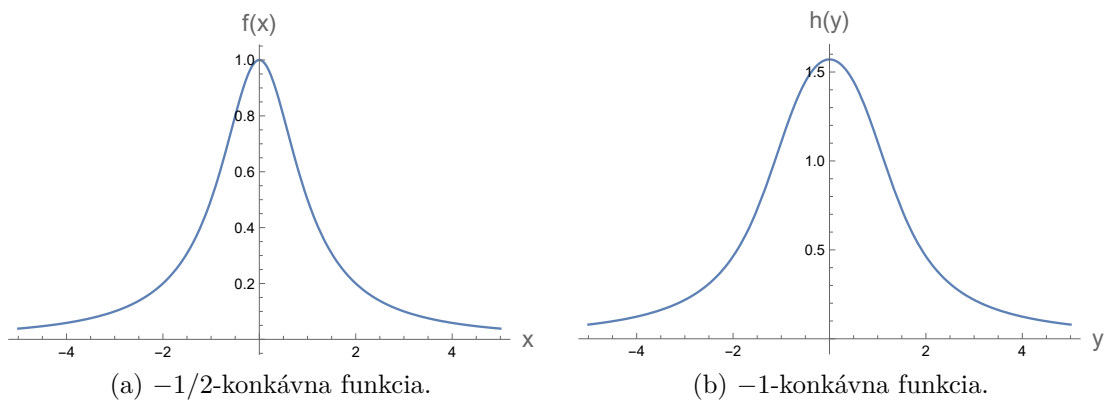 f(x)
1.0
0.8
0.6
0.4
0.2
−4 −2 2 4 x
(a) −1/2-konkávna funkcia.
h(y)
1.5
1.0
0.5
−4 −2 2 4 y
(b) −1-konkávna funkcia.